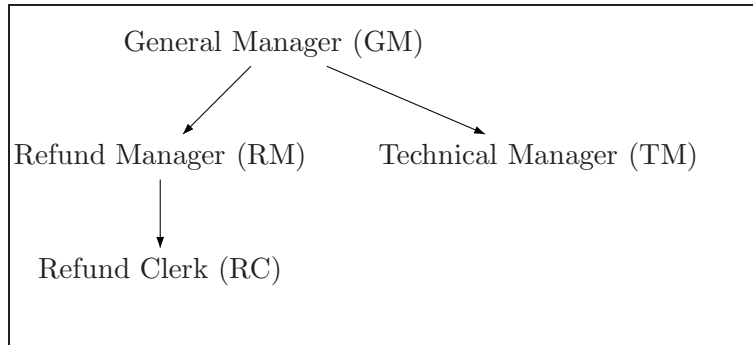 General Manager (GM)
Refund Manager (RM)
Technical Manager (TM)
Refund Clerk (RC)